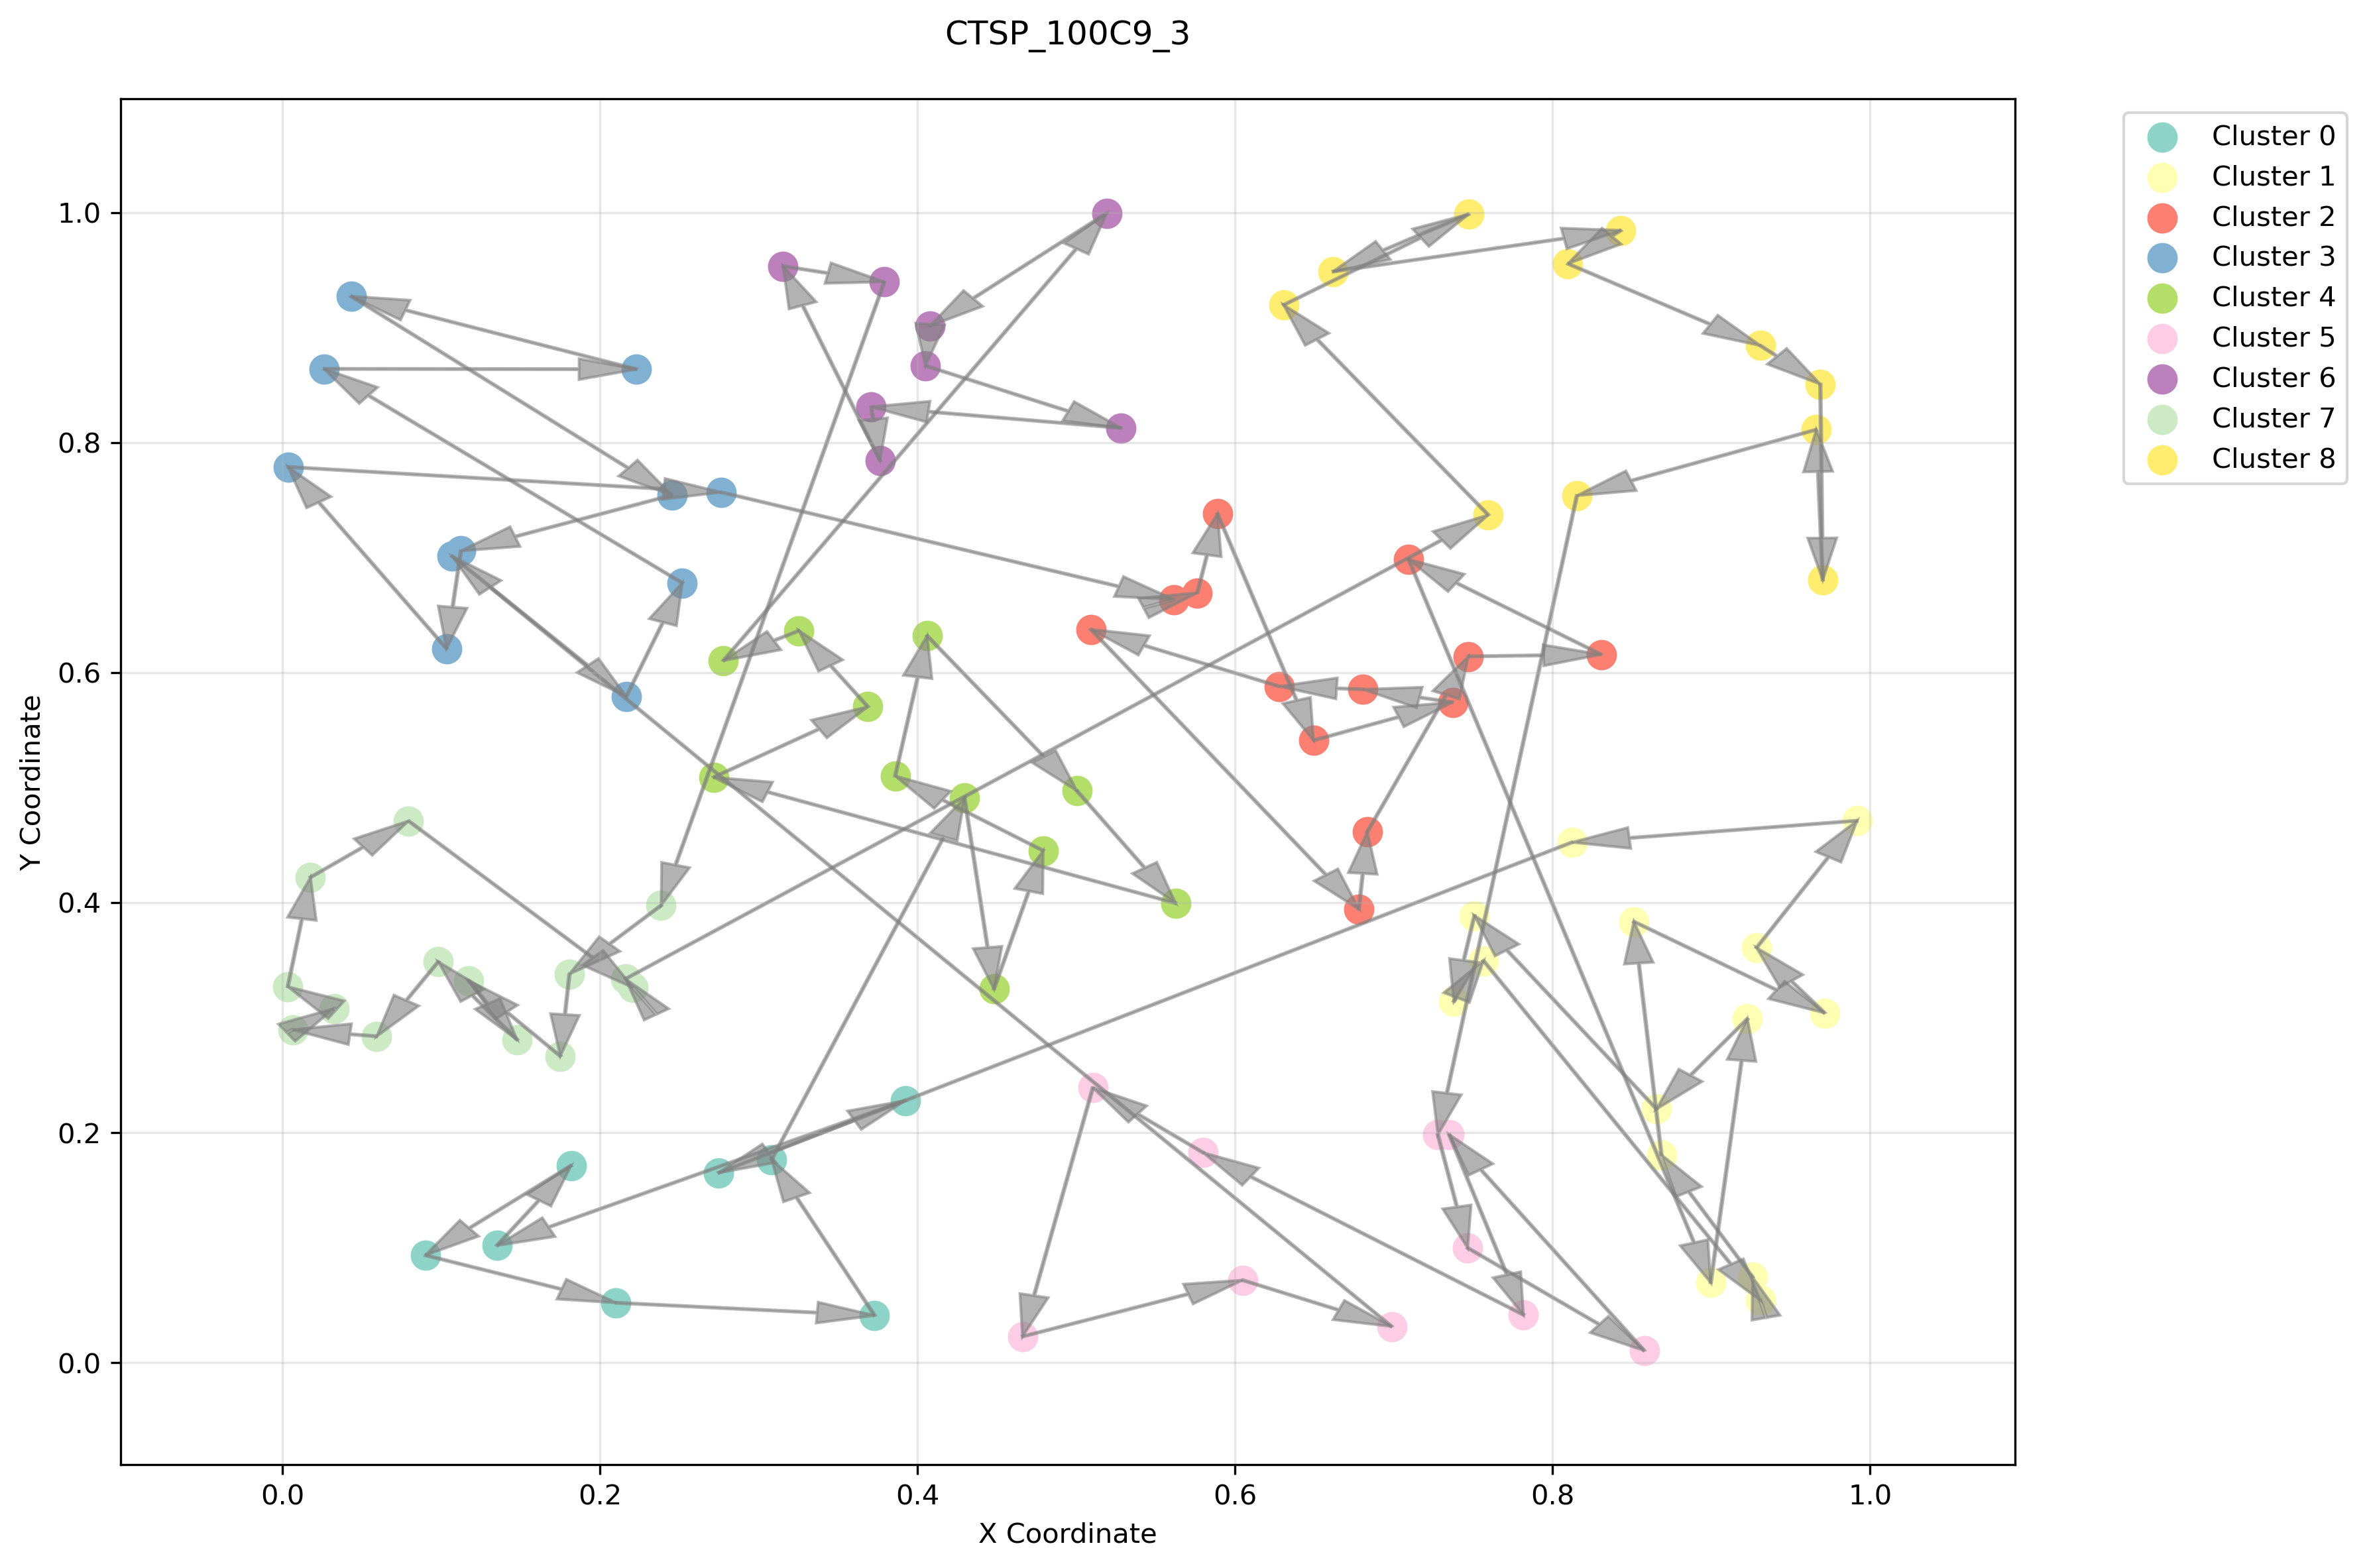 CTSP_100C9_3
Cluster 0
Cluster 1
Cluster 2
Cluster 3
Cluster 4
Cluster 5
Cluster 6
Cluster 7
Cluster 8
1.0
0.8
0.6
0.4
0.2
0.0
Y Coordinate
0.0 0.2 0.4 0.6 0.8 1.0
X Coordinate